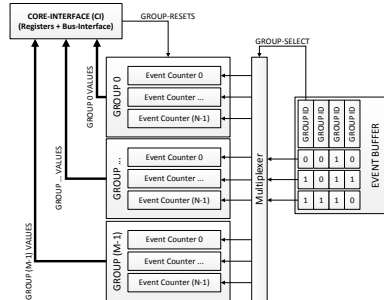 CORE-INTERFACE (CI)
(Registers + Bus-Interface)
GROUP-RESETS
GROUP-SELECT
GROUP 0 VALUES
GROUP ... VALUES
GROUP (M-1) VALUES
GROUP 0
Event Counter 0
Event Counter ...
Event Counter (N-1)
GROUP ...
Event Counter 0
Event Counter ...
Event Counter (N-1)
GROUP (M-1)
Event Counter 0
Event Counter ...
Event Counter (N-1)
Multiplexer
GROUP ID GROUP ID GROUP ID GROUP ID
0 0 1 0
1 0 1 1
1 1 1 0
EVENT BUFFER